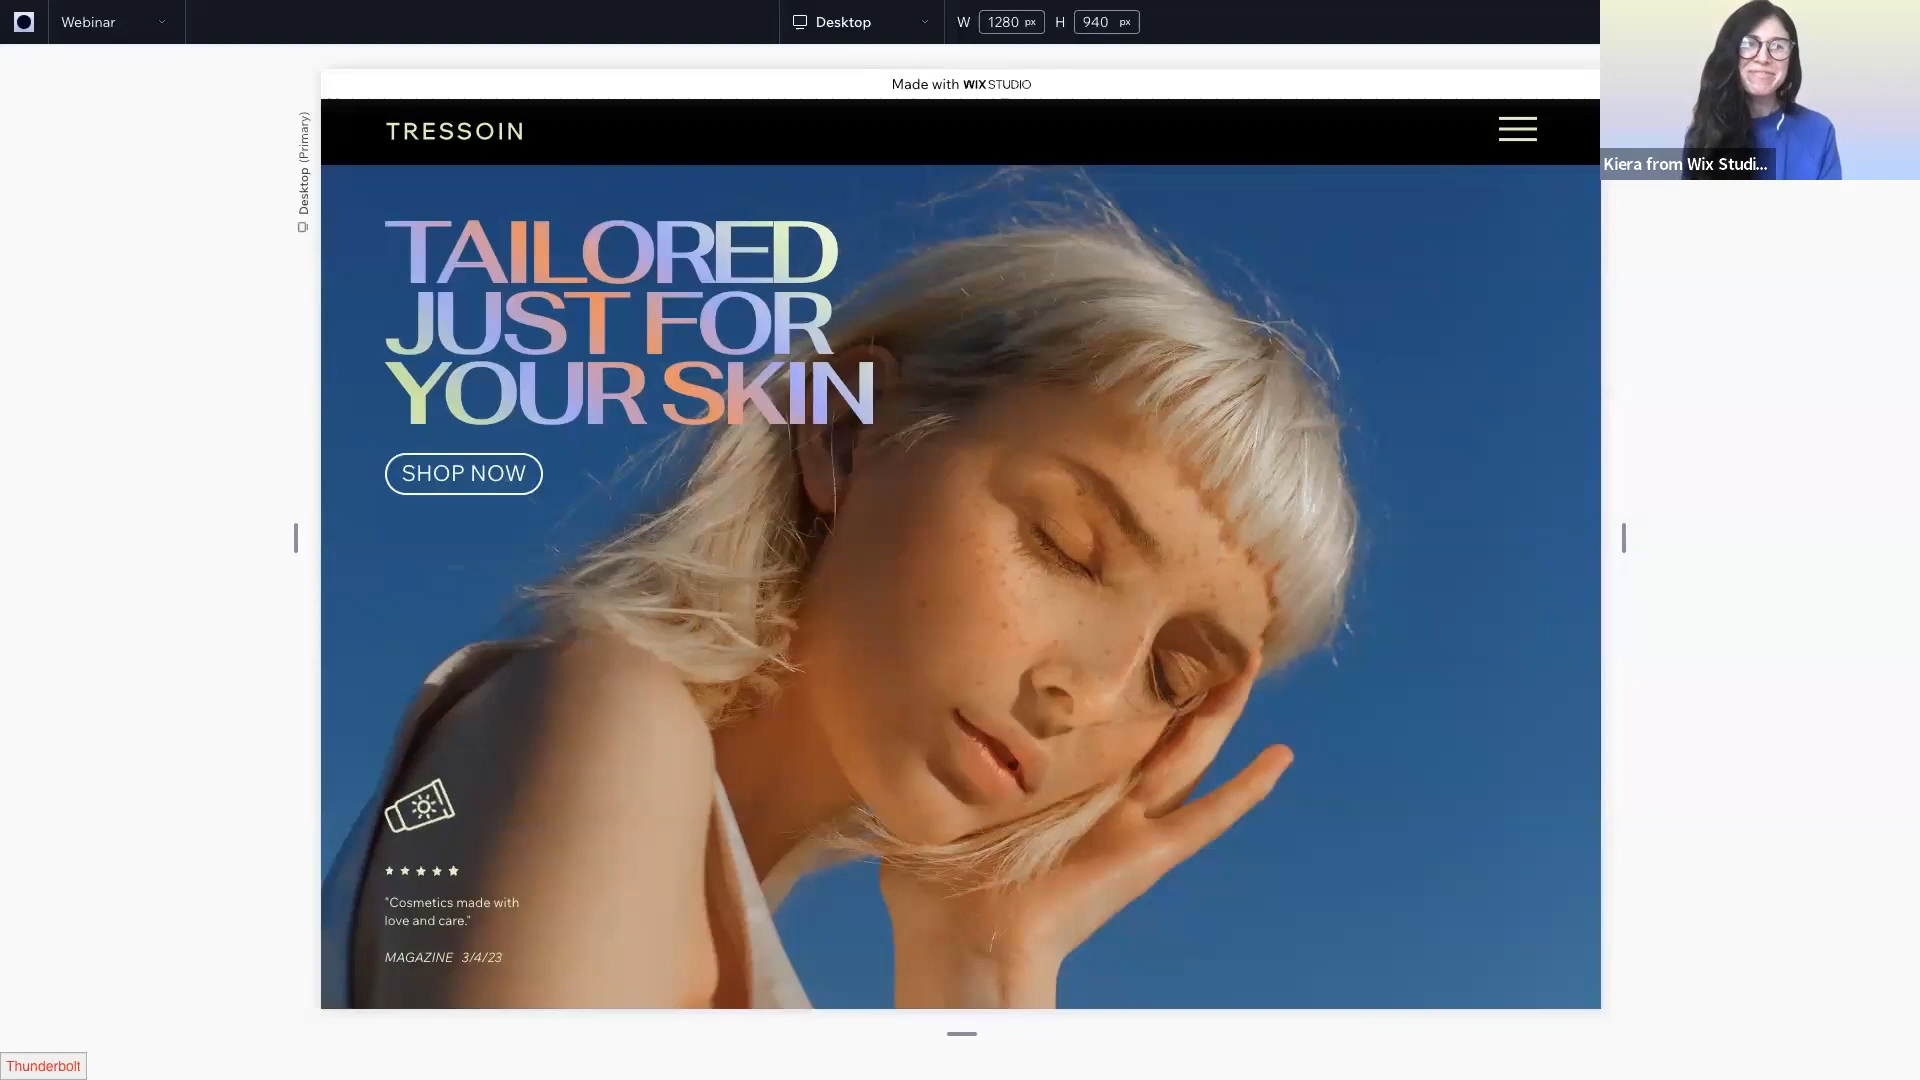 Webinar
Desktop
W 1280 px H 940 px
Kiera from Wix Studi...
Made with WIX STUDIO
Desktop (Primary)
TRESSOIN
TAILORED
JUST FOR
YOUR SKIN
SHOP NOW
"Cosmetics made with
love and care."
MAGAZINE 3/4/23
Thunderbolt